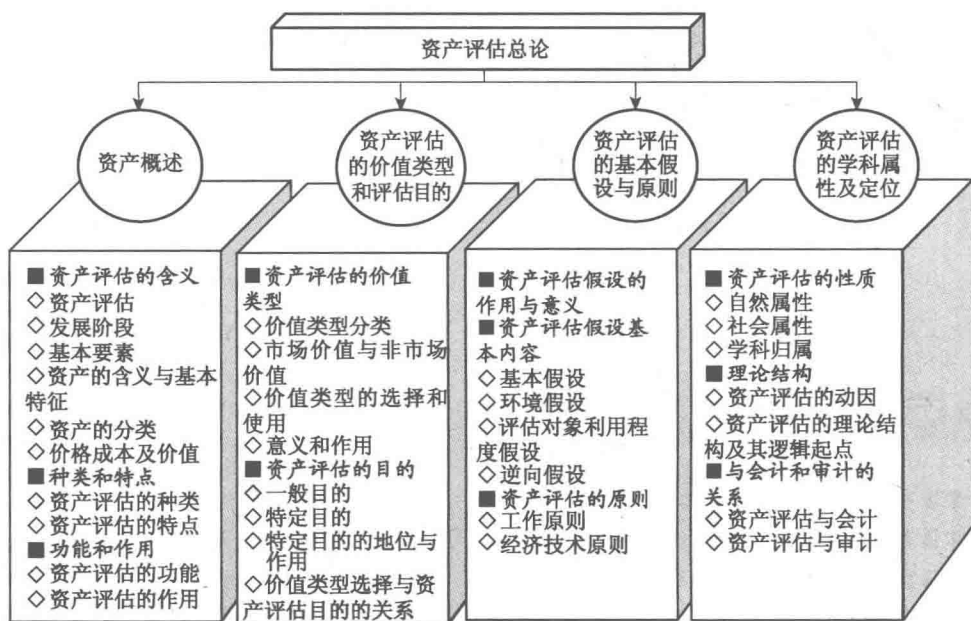 资产评估总论
资产概述
资产评估
的价值类型
和评估目的
资产评估
的基本假
设与原则
资产评估
的学科属
性及定位
■资产评估的含义
◇资产评估
◇发展阶段
◇基本要素
◇资产的含义与基本
特征
◇资产的分类
◇价格成本及价值
■种类和特点
◇资产评估的种类
◇资产评估的特点
■功能和作用
◇资产评估的功能
◇资产评估的作用
■资产评估的价值
类型
◇价值类型分类
◇市场价值与非市场
价值
◇价值类型的选择和
使用
◇意义和作用
■资产评估的目的
◇一般目的
◇特定目的
◇特定目的的地位与
作用
◇价值类型选择与资
产评估目的的关系
■资产评估假设的
作用与意义
■资产评估假设基
本内容
◇基本假设
◇环境假设
◇评估对象利用程
度假设
◇逆向假设
■资产评估的原则
◇工作原则
◇经济技术原则
■资产评估的性质
◇自然属性
◇社会属性
◇学科归属
■理论结构
◇资产评估的动因
◇资产评估的理论结
构及其逻辑起点
■与会计和审计的
关系
◇资产评估与会计
◇资产评估与审计